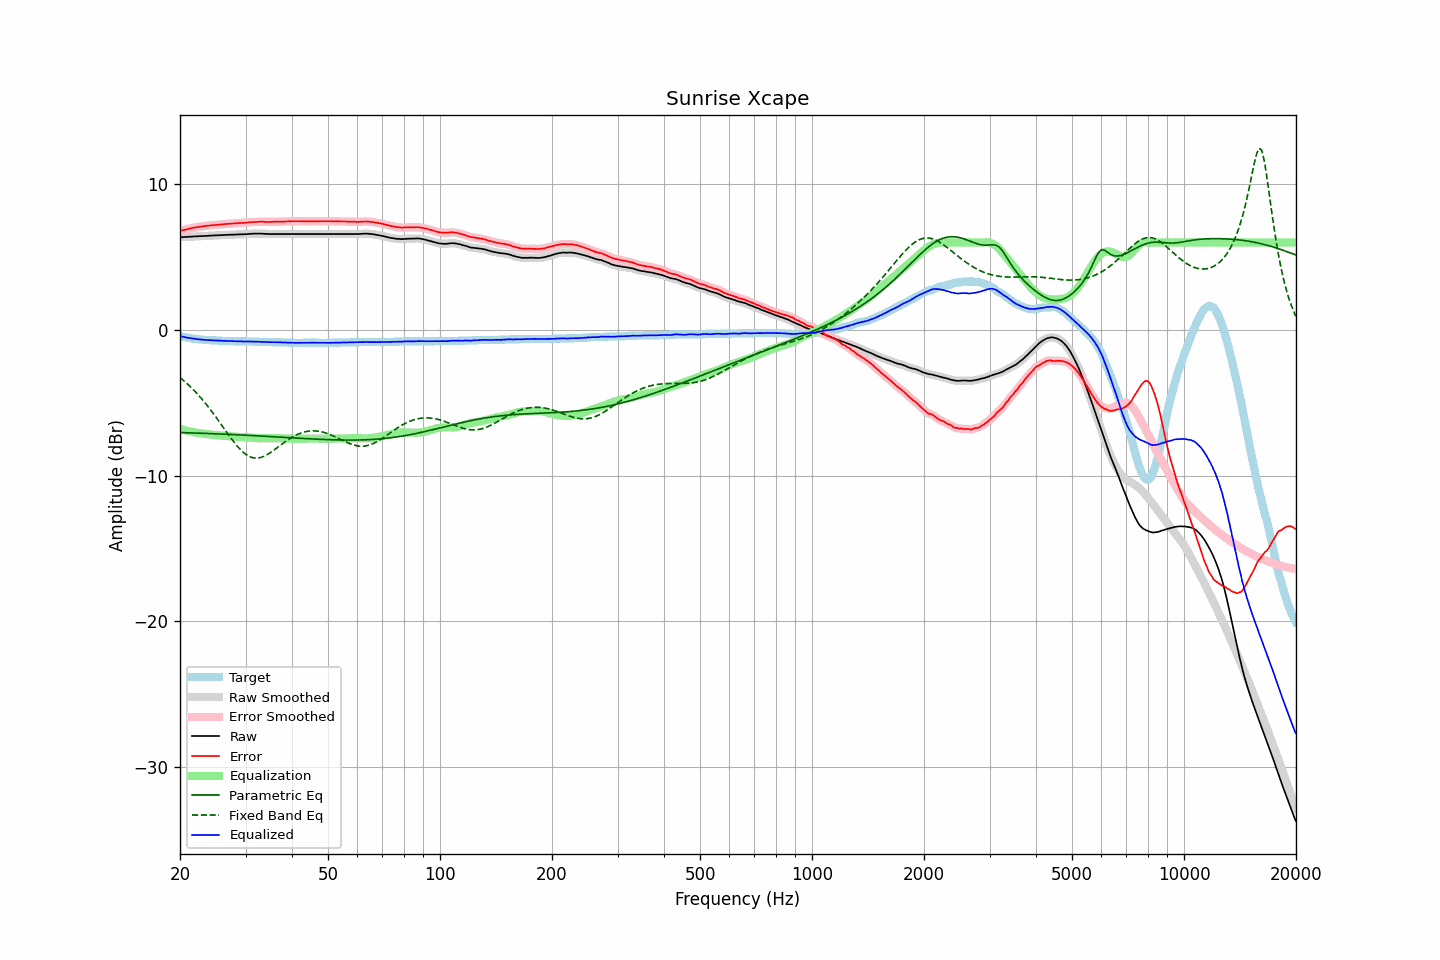 Sunrise Xcape
Amplitude (dBr)
10
0
−10
−20
−30
Target
Raw Smoothed
Error Smoothed
Raw
Error
Equalization
Parametric Eq
Fixed Band Eq
Equalized
20 50 100 200 500 1000 2000 5000 10000 20000
Frequency (Hz)